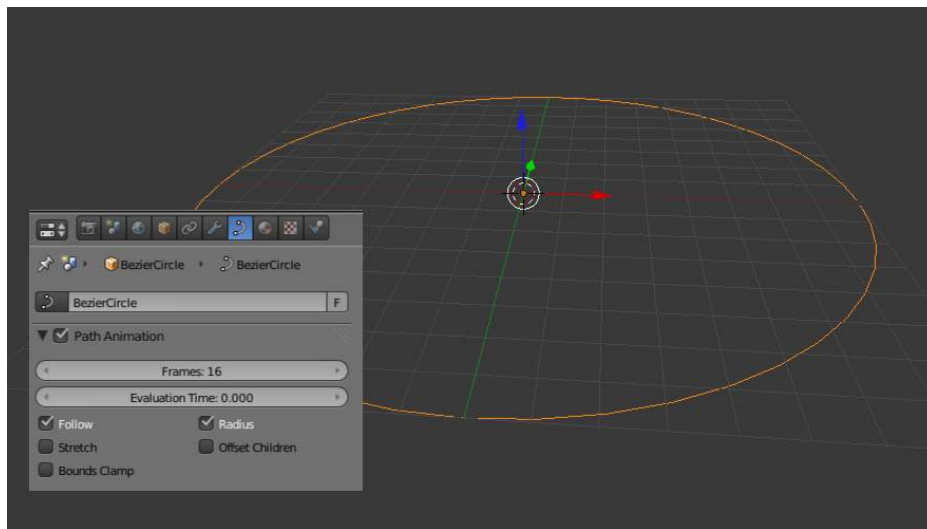 BezierCircle BezierCircle
BezierCircle F
Path Animation
Frames: 16
Evaluation Time: 0.000
Follow Radius
Stretch Offset Children
Bounds Clamp